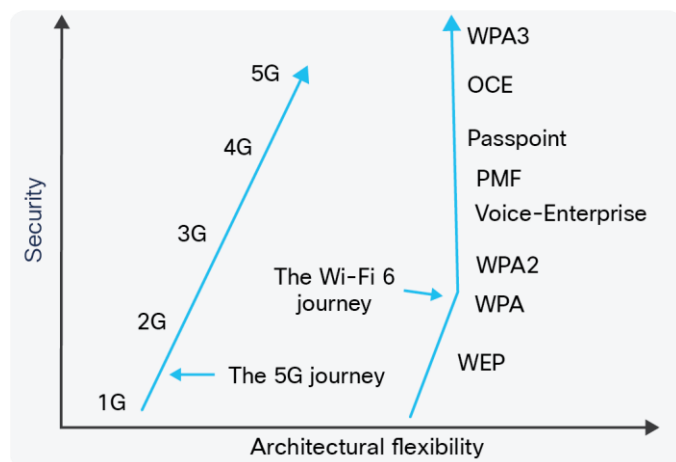 WPA3
5G
OCE
4G
Passpoint
PMF
Security
3G
Voice-Enterprise
The Wi-Fi 6
journey
WPA2
WPA
2G
The 5G journey
WEP
1G
Architectural flexibility